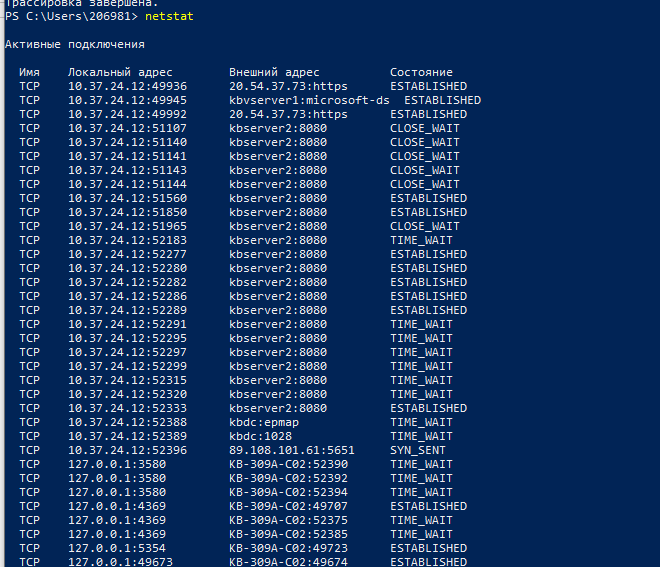 Трассировка завершена.
PS C:\Users\206981> netstat
Активные подключения
Имя Локальный адрес Внешний адрес Состояние
TCP 10.37.24.12:49936 20.54.37.73:https ESTABLISHED
TCP 10.37.24.12:49945 kbvserver1:microsoft-ds ESTABLISHED
TCP 10.37.24.12:49992 20.54.37.73:https ESTABLISHED
TCP 10.37.24.12:51107 kbserver2:8080 CLOSE_WAIT
TCP 10.37.24.12:51140 kbserver2:8080 CLOSE_WAIT
TCP 10.37.24.12:51141 kbserver2:8080 CLOSE_WAIT
TCP 10.37.24.12:51143 kbserver2:8080 CLOSE_WAIT
TCP 10.37.24.12:51144 kbserver2:8080 CLOSE_WAIT
TCP 10.37.24.12:51560 kbserver2:8080 ESTABLISHED
TCP 10.37.24.12:51850 kbserver2:8080 ESTABLISHED
TCP 10.37.24.12:51965 kbserver2:8080 CLOSE_WAIT
TCP 10.37.24.12:52183 kbserver2:8080 TIME_WAIT
TCP 10.37.24.12:52277 kbserver2:8080 ESTABLISHED
TCP 10.37.24.12:52280 kbserver2:8080 ESTABLISHED
TCP 10.37.24.12:52282 kbserver2:8080 ESTABLISHED
TCP 10.37.24.12:52286 kbserver2:8080 ESTABLISHED
TCP 10.37.24.12:52289 kbserver2:8080 ESTABLISHED
TCP 10.37.24.12:52291 kbserver2:8080 TIME_WAIT
TCP 10.37.24.12:52295 kbserver2:8080 TIME_WAIT
TCP 10.37.24.12:52297 kbserver2:8080 TIME_WAIT
TCP 10.37.24.12:52299 kbserver2:8080 TIME_WAIT
TCP 10.37.24.12:52315 kbserver2:8080 TIME_WAIT
TCP 10.37.24.12:52320 kbserver2:8080 TIME_WAIT
TCP 10.37.24.12:52333 kbserver2:8080 ESTABLISHED
TCP 10.37.24.12:52388 kbdc:epmap TIME_WAIT
TCP 10.37.24.12:52389 kbdc:1028 TIME_WAIT
TCP 10.37.24.12:52396 89.108.101.61:5651 SYN_SENT
TCP 127.0.0.1:3580 KB-309A-C02:52390 TIME_WAIT
TCP 127.0.0.1:3580 KB-309A-C02:52392 TIME_WAIT
TCP 127.0.0.1:3580 KB-309A-C02:52394 TIME_WAIT
TCP 127.0.0.1:4369 KB-309A-C02:49707 ESTABLISHED
TCP 127.0.0.1:4369 KB-309A-C02:52375 TIME_WAIT
TCP 127.0.0.1:4369 KB-309A-C02:52385 TIME_WAIT
TCP 127.0.0.1:5354 KB-309A-C02:49723 ESTABLISHED
TCP 127.0.0.1:49673 KB-309A-C02:49674 ESTABLISHED